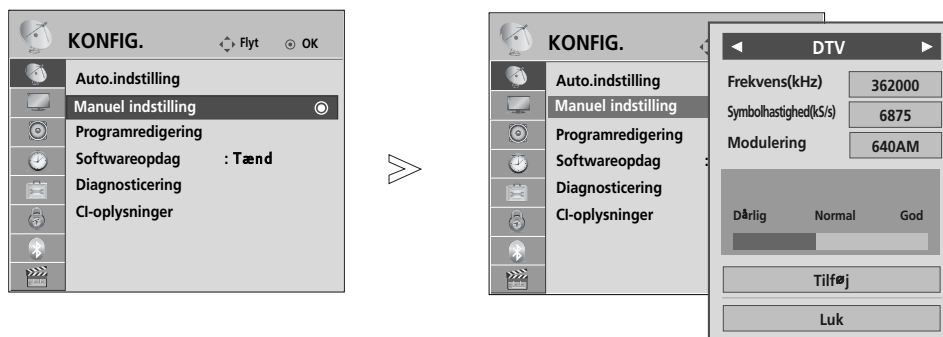 KONFIG. Flyt OK
Auto.indstilling
Manuel indstilling
Programredigering
Softwareopdag : Tænd
Diagnosticering
CI-oplysninger
KONFIG.
Auto.indstilling
Manuel indstilling
Programredigering
Softwareopdag :
Diagnosticering
CI-oplysninger
DTV
Frekvens(kHz) 362000
Symbolhastighed(kS/s) 6875
Modulering 640AM
Dårlig Normal God
Tilføj
Luk